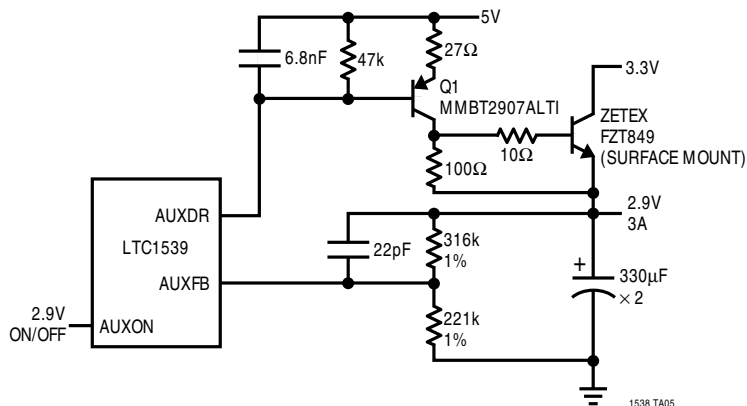 5V
6.8nF
47k
27Ω
Q1
MMBT2907ALTI
3.3V
ZETEX
FZT849
(SURFACE MOUNT)
10Ω
100Ω
AUXDR
LTC1539
AUXFB
AUXON
2.9V
ON/OFF
22pF
316k
1%
221k
1%
2.9V
3A
+
330µF
× 2
1538 TA05